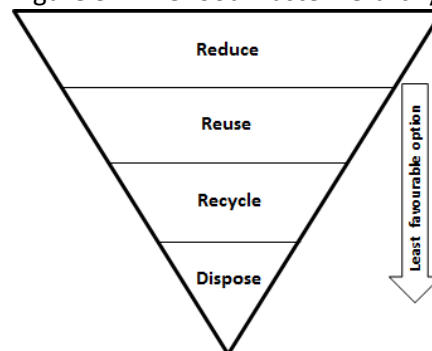 Reduce
Reuse
Recycle
Dispose
Least favourable option